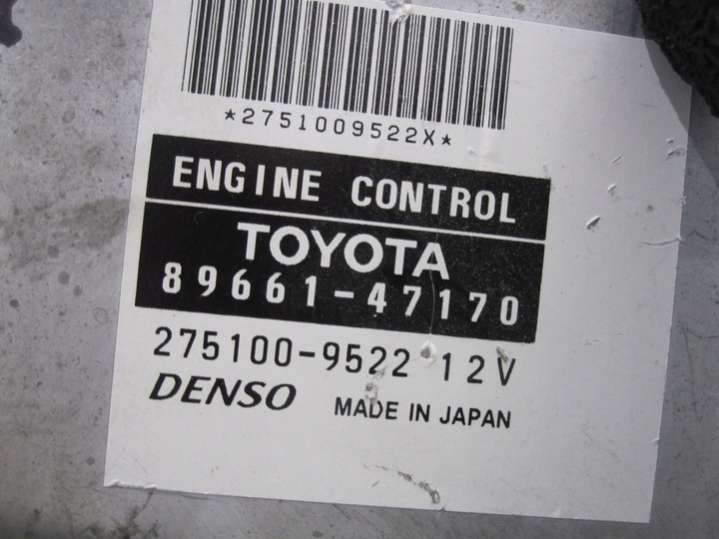 *2751009522X*
ENGINE CONTROL
TOYOTA
89661-47170
275100-9522 12V
DENSO MADE IN JAPAN